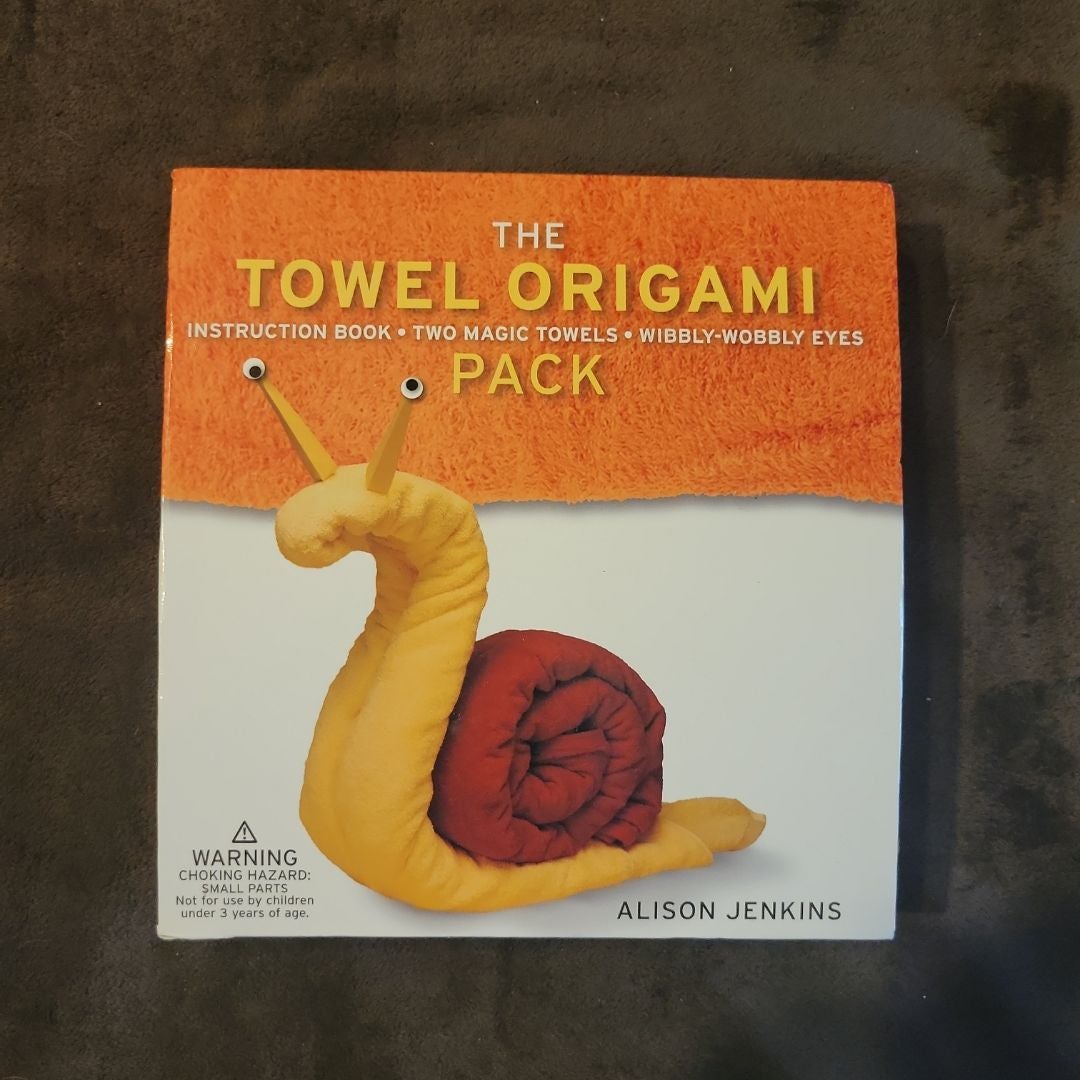 THE
TOWEL ORIGAMI
INSTRUCTION BOOK • TWO MAGIC TOWELS • WIBBLY-WOBBLY EYES
PACK
WARNING
CHOKING HAZARD:
SMALL PARTS
Not for use by children
under 3 years of age.
ALISON JENKINS